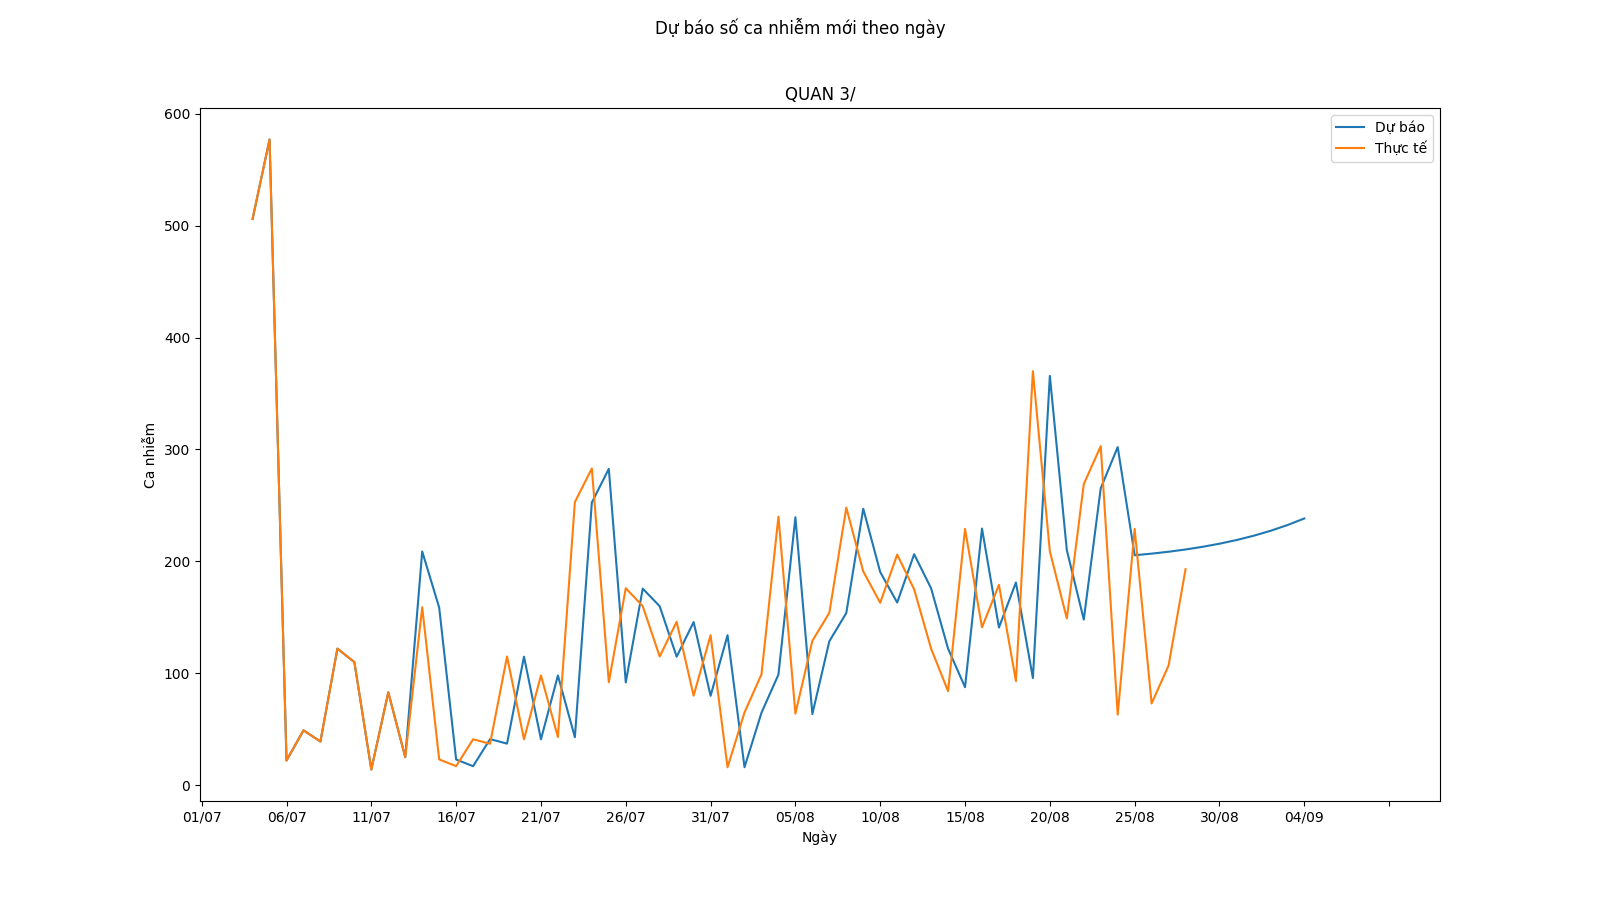 Dự báo số ca nhiễm mới theo ngày
QUAN 3/
600
500
400
300
200
100
0
Ca nhiễm
Dự báo
Thực tế
01/07 06/07 11/07 16/07 21/07 26/07 31/07 05/08 10/08 15/08 20/08 25/08 30/08 04/09
Ngày